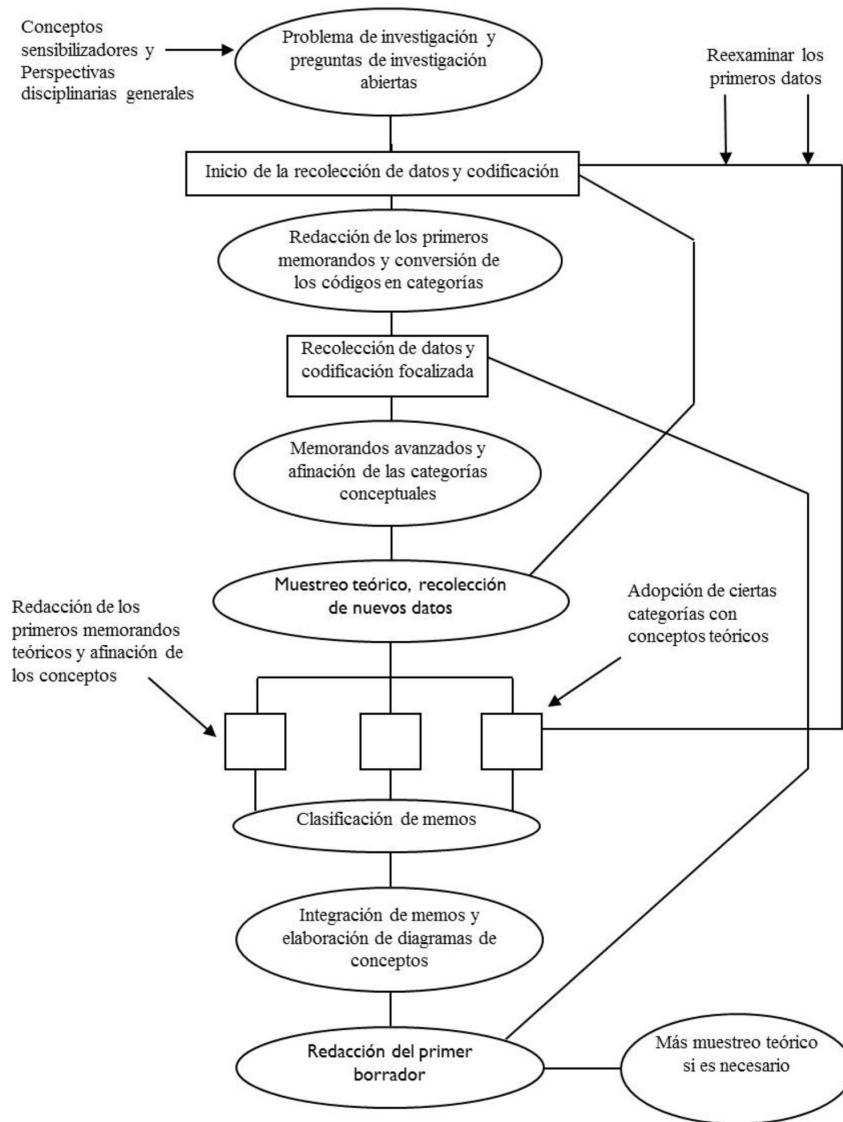 Conceptos
sensibilizadores y
Perspectivas
disciplinarias generales
Problema de investigación y
preguntas de investigación
abiertas
Reexaminar los
primeros datos
Inicio de la recolección de datos y codificación
Redacción de los primeros
memorandos y conversión de
los códigos en categorías
Recolección de datos y
codificación focalizada
Memorandos avanzados y
afinación de las categorías
conceptuales
Muestreo teórico, recolección
de nuevos datos
Redacción de los
primeros memorandos
teóricos y afinación de
los conceptos
Adopción de ciertas
categorías con
conceptos teóricos
Clasificación de memos
Integración de memos y
elaboración de diagramas de
conceptos
Redacción del primer
borrador
Más muestreo teórico
si es necesario